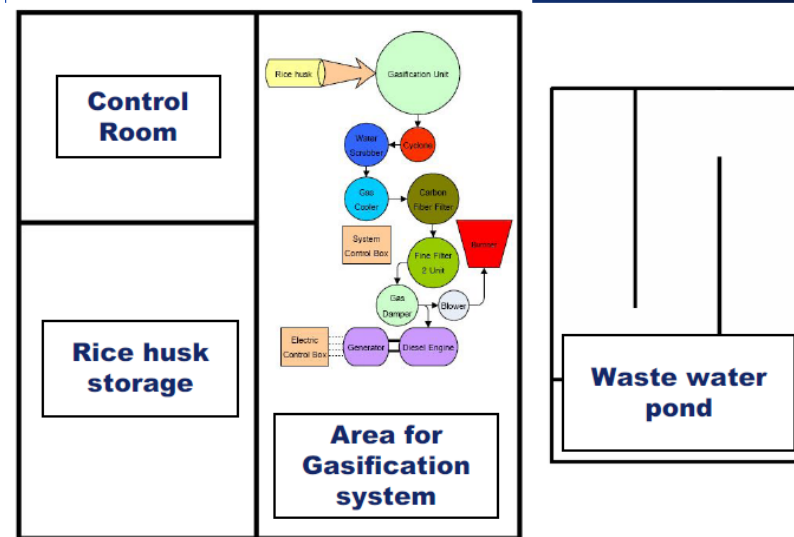 Control
Room
Rice husk
Gasification Unit
Water
Scrubber
Cyclone
Gas
Cooler
Carbon
Fiber Filter
System
Control Box
Fine Filter
2 Unit
Burner
Gas
Damper
Blower
Electric
Control Box
Generator
Diesel Engine
Rice husk
storage
Area for
Gasification
system
Waste water
pond